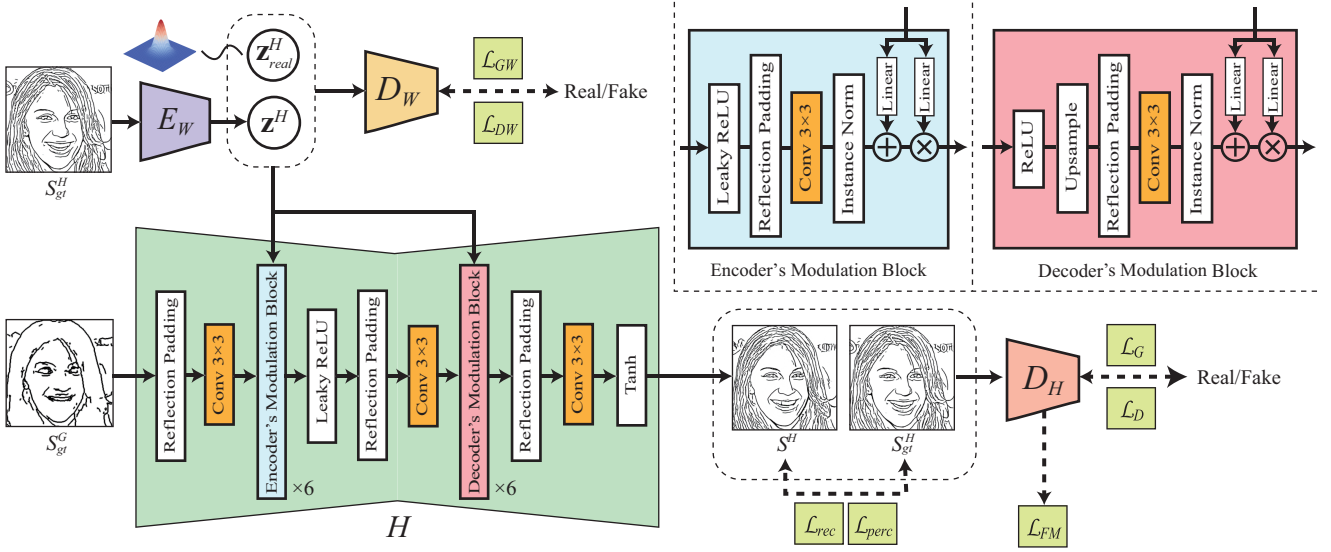 z^H_real
L_GW
E_W
z^H
D_W
Real/Fake
L_DW
S^H_gt
Leaky ReLU
Reflection Padding
Conv 3×3
Instance Norm
Linear
Linear
+
×
Encoder's Modulation Block
ReLU
Upsample
Reflection Padding
Conv 3×3
Instance Norm
Linear
Linear
+
×
Decoder's Modulation Block
S^G_gt
Reflection Padding
Conv 3×3
Encoder's Modulation Block
×6
Leaky ReLU
Reflection Padding
Conv 3×3
Decoder's Modulation Block
×6
Reflection Padding
Conv 3×3
Tanh
H
S^H
S^H_gt
L_rec
L_perc
D_H
L_G
Real/Fake
L_D
L_FM